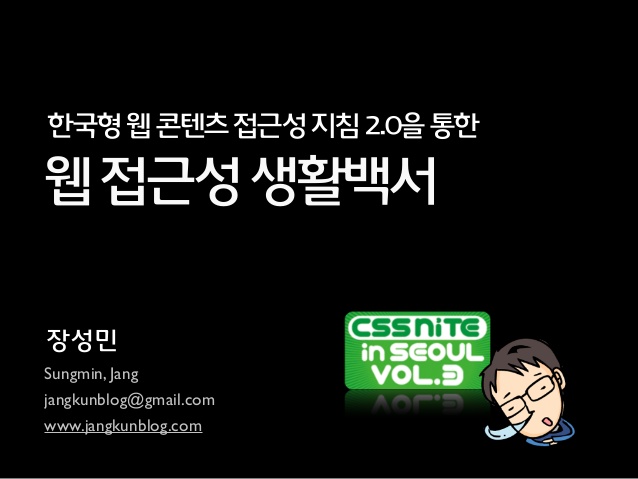 한국형 웹 콘텐츠 접근성 지침 2.0을 통한
웹 접근성 생활백서
장성민
Sungmin, Jang
jangkunblog@gmail.com
www.jangkunblog.com
CSS NiTE
in SEOUL
VOL.3